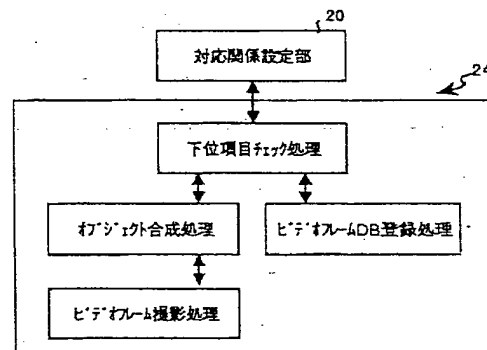 20
対応関係設定部
24
下位項目チェック処理
オブジェクト合成処理
ビデオフレームDB登録処理
ビデオフレーム撮影処理